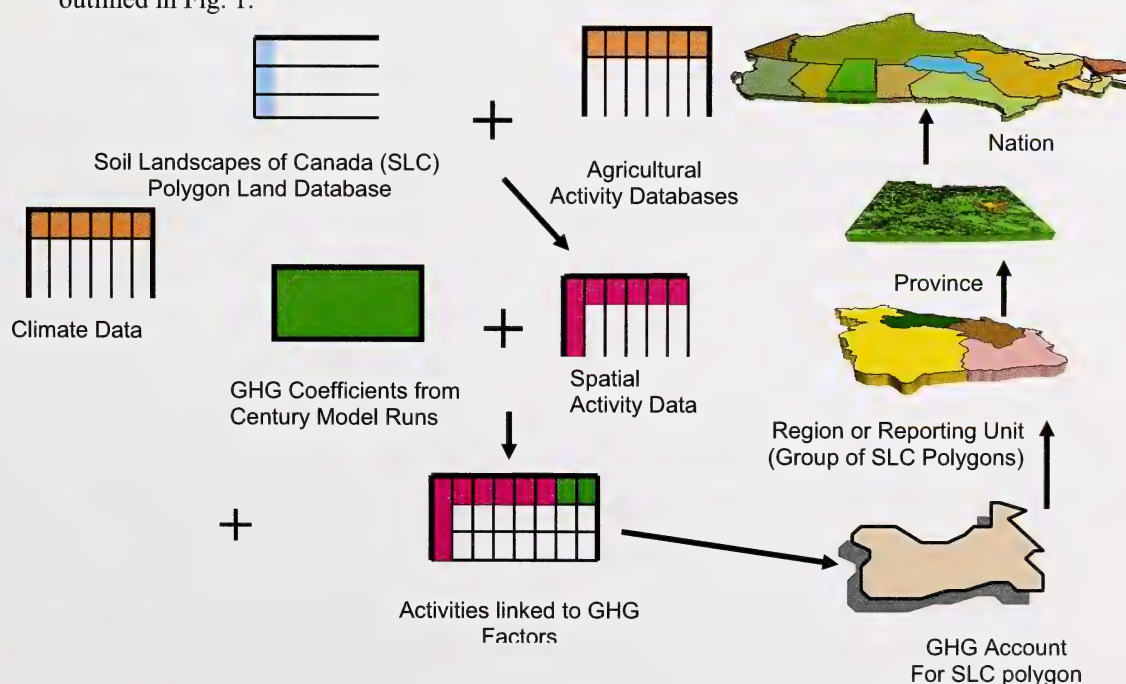 outlined in Fig. 1.
Soil Landscapes of Canada (SLC)
Polygon Land Database
Agricultural
Activity Databases
Nation
Climate Data
GHG Coefficients from
Century Model Runs
Spatial
Activity Data
Province
Region or Reporting Unit
(Group of SLC Polygons)
Activities linked to GHG
Factors
GHG Account
For SLC polygon